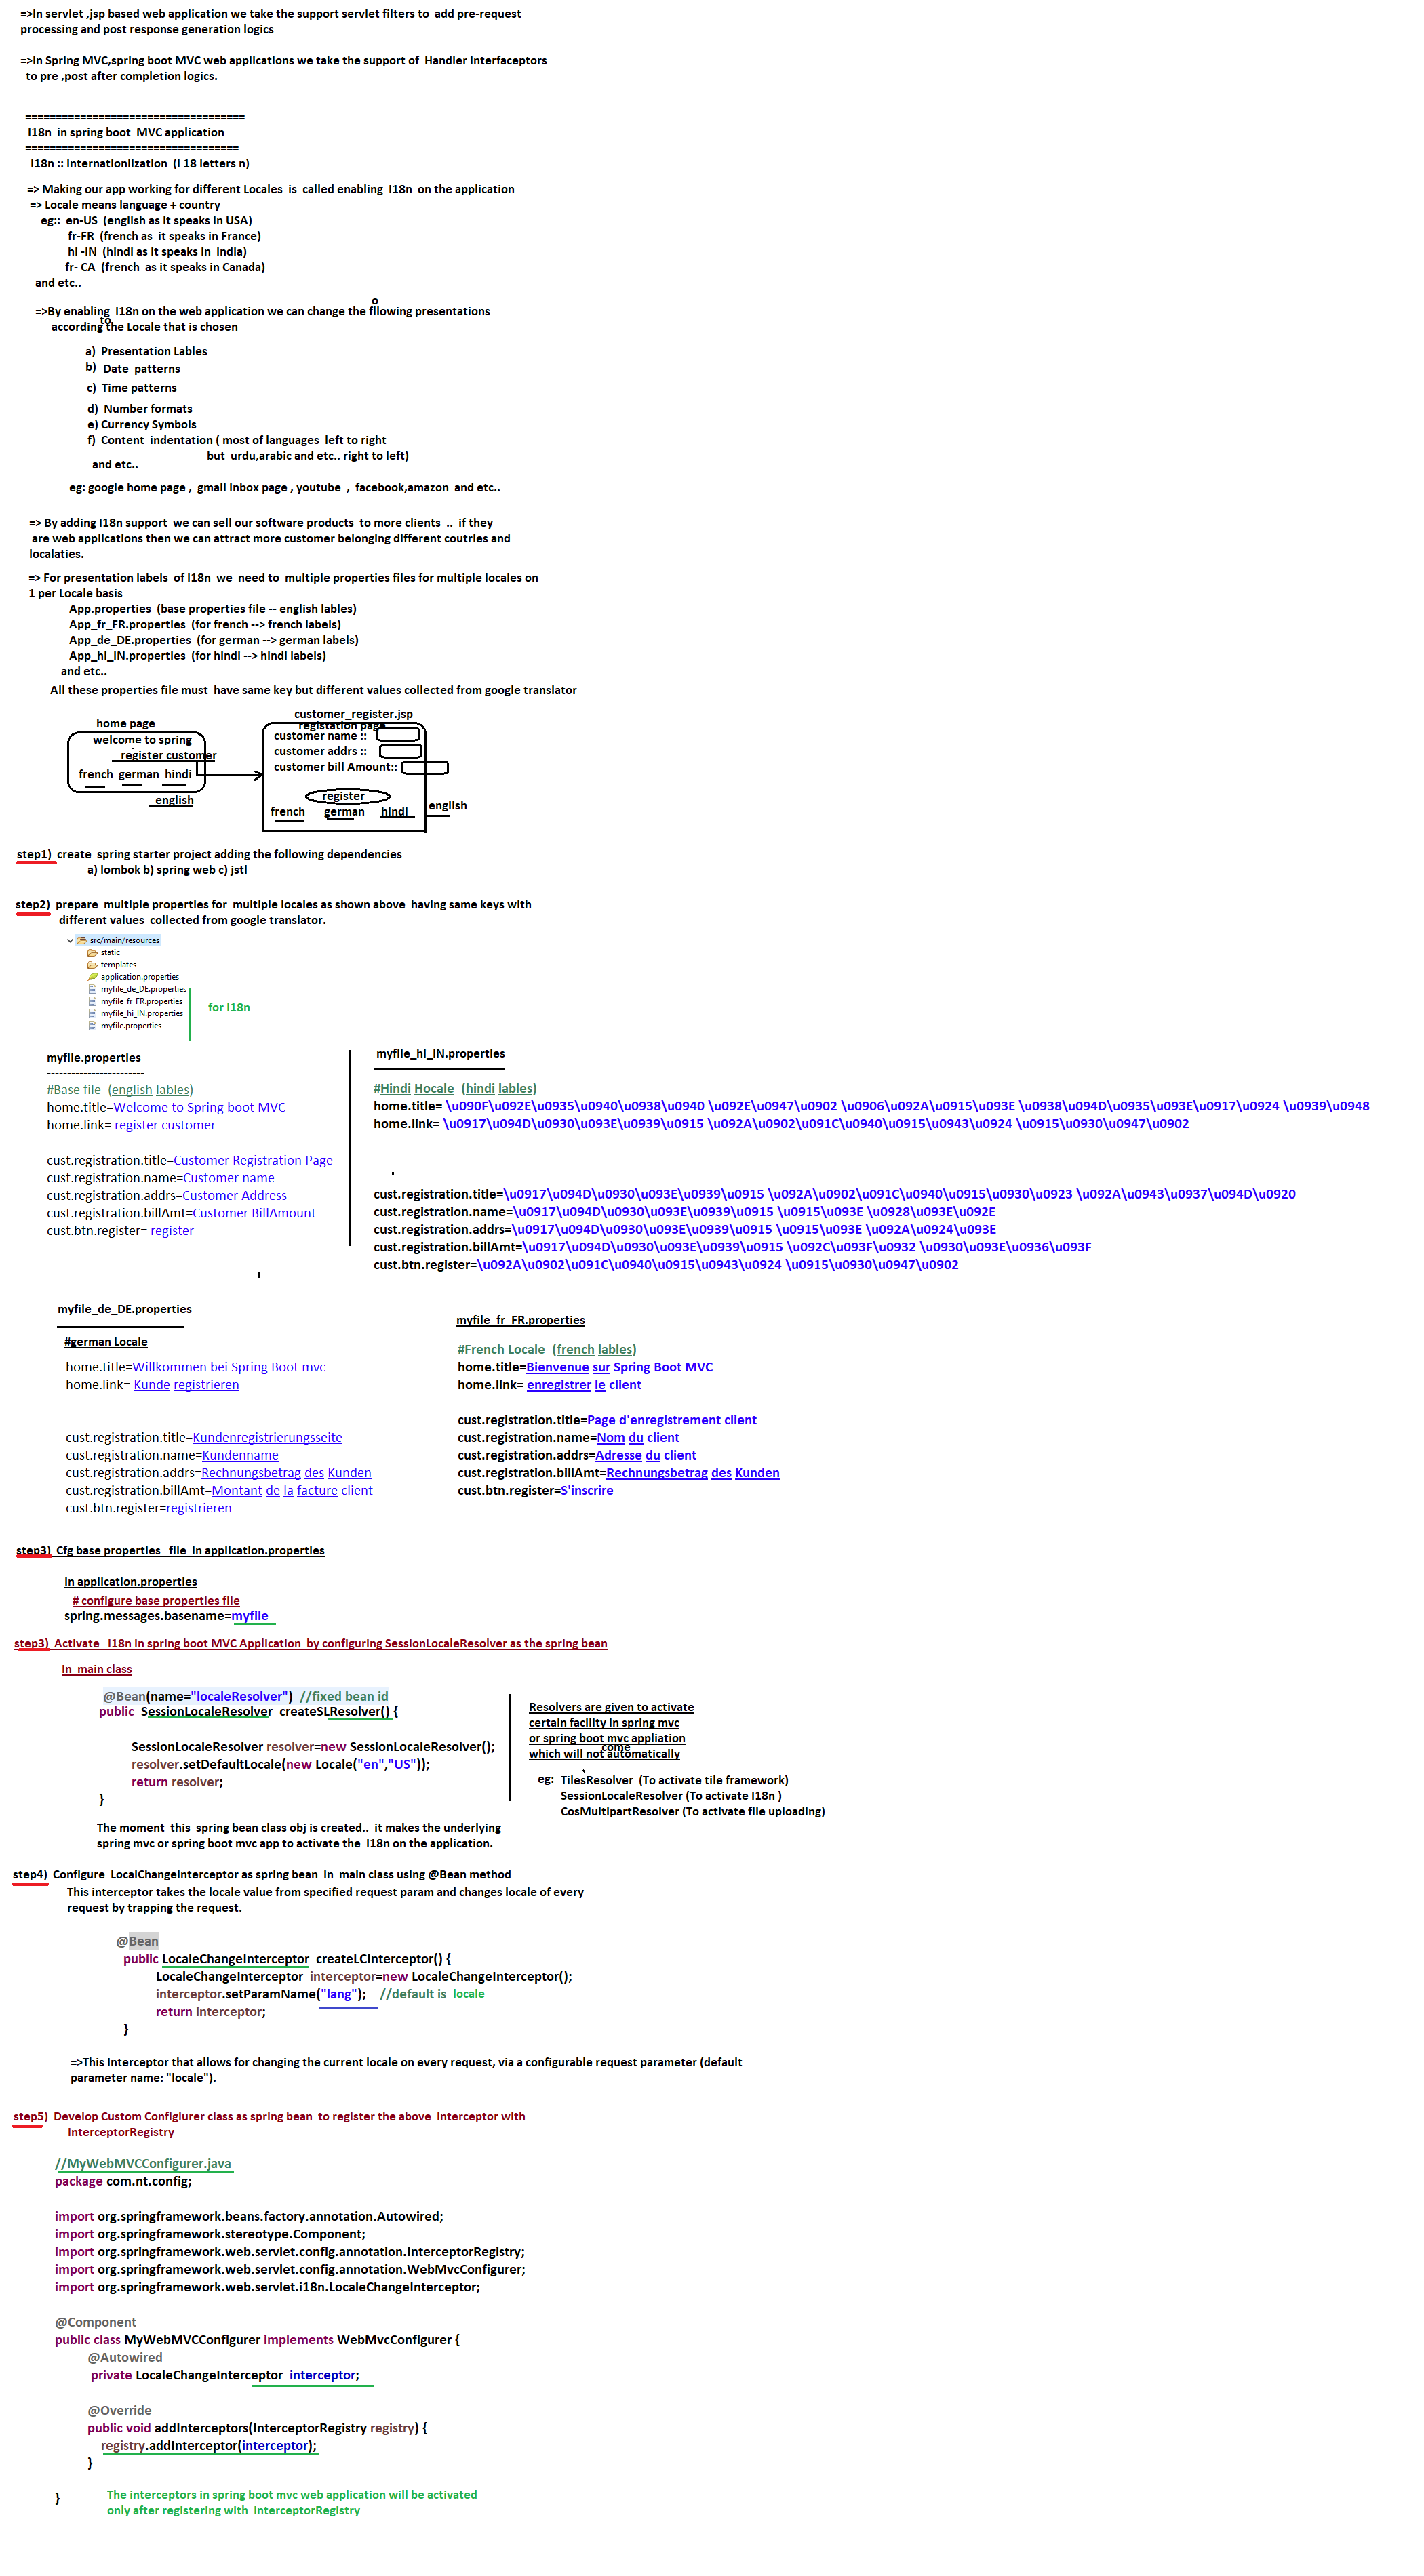 =>In servlet ,jsp based web application we take the support servlet filters to  add pre-request
processing and post response generation logics
=>In Spring MVC,spring boot MVC web applications we take the support of  Handler interfaceptors
to pre ,post after completion logics.
====================================
I18n  in spring boot  MVC application
===================================
I18n :: Internationlization  (I 18 letters n)
=> Making our app working for different Locales  is  called enabling  I18n  on the application
=> Locale means language + country
eg::  en-US  (english as it speaks in USA)
fr-FR  (french as  it speaks in France)
hi -IN  (hindi as it speaks in  India)
fr- CA  (french  as it speaks in Canada)
and etc..
o
=>By enabling  I18n on the web application we can change the fllowing presentations
to
according the Locale that is chosen
a)  Presentation Lables
b)  Date  patterns
c)  Time patterns
d)  Number formats
e) Currency Symbols
f)  Content  indentation ( most of languages  left to right
but  urdu,arabic and etc.. right to left)
and etc..
eg: google home page ,  gmail inbox page , youtube  ,  facebook,amazon  and etc..
=> By adding I18n support  we can sell our software products  to more clients  ..  if they
are web applications then we can attract more customer belonging different coutries and
localaties.
=> For presentation labels  of I18n  we  need to  multiple properties files for multiple locales on
1 per Locale basis
App.properties  (base properties file -- english lables)
App_fr_FR.properties  (for french --> french labels)
App_de_DE.properties  (for german --> german labels)
App_hi_IN.properties  (for hindi --> hindi labels)
and etc..
All these properties file must  have same key but different values collected from google translator
home page
welcome to spring
register customer
french  german  hindi
english
customer_register.jsp
registation page
customer name ::
customer addrs ::
customer bill Amount::
register
french  german  hindi  english
step1)  create  spring starter project adding the following dependencies
a) lombok b) spring web c) jstl
step2)  prepare  multiple properties for  multiple locales as shown above  having same keys with
different values  collected from google translator.
src/main/resources
static
templates
application.properties
myfile_de_DE.properties
myfile_fr_FR.properties
myfile_hi_IN.properties
myfile.properties
for I18n
myfile.properties
------------------------
#Base file  (english lables)
home.title=Welcome to Spring boot MVC
home.link= register customer
cust.registration.title=Customer Registration Page
cust.registration.name=Customer name
cust.registration.addrs=Customer Address
cust.registration.billAmt=Customer BillAmount
cust.btn.register= register
myfile_hi_IN.properties
#Hindi Hocale  (hindi lables)
home.title= \u090F\u092E\u0935\u0940\u0938\u0940 \u092E\u0947\u0902 \u0906\u092A\u0915\u093E \u0938\u094D\u0935\u093E\u0917\u0924 \u0939\u0948
home.link= \u0917\u094D\u0930\u093E\u0939\u0915 \u092A\u0902\u091C\u0940\u0915\u0943\u0924 \u0915\u0930\u0947\u0902
cust.registration.title=\u0917\u094D\u0930\u093E\u0939\u0915 \u092A\u0902\u091C\u0940\u0915\u0930\u0923 \u092A\u0943\u0937\u094D\u0920
cust.registration.name=\u0917\u094D\u0930\u093E\u0939\u0915 \u0915\u093E \u0928\u093E\u092E
cust.registration.addrs=\u0917\u094D\u0930\u093E\u0939\u0915 \u0915\u093E \u092A\u0924\u093E
cust.registration.billAmt=\u0917\u094D\u0930\u093E\u0939\u0915 \u092C\u093F\u0932 \u0930\u093E\u0936\u093F
cust.btn.register=\u092A\u0902\u091C\u0940\u0915\u0943\u0924 \u0915\u0930\u0947\u0902
myfile_de_DE.properties
#german Locale
home.title=Willkommen bei Spring Boot mvc
home.link= Kunde registrieren
cust.registration.title=Kundenregistrierungsseite
cust.registration.name=Kundenname
cust.registration.addrs=Rechnungsbetrag des Kunden
cust.registration.billAmt=Montant de la facture client
cust.btn.register=registrieren
myfile_fr_FR.properties
#French Locale  (french lables)
home.title=Bienvenue sur Spring Boot MVC
home.link= enregistrer le client
cust.registration.title=Page d'enregistrement client
cust.registration.name=Nom du client
cust.registration.addrs=Adresse du client
cust.registration.billAmt=Rechnungsbetrag des Kunden
cust.btn.register=S'inscrire
step3)  Cfg base properties   file  in application.properties
In application.properties
# configure base properties file
spring.messages.basename=myfile
step3)  Activate   I18n in spring boot MVC Application  by configuring SessionLocaleResolver as the spring bean
In  main class
@Bean(name="localeResolver")  //fixed bean id
public  SessionLocaleResolver  createSLResolver() {
SessionLocaleResolver resolver=new SessionLocaleResolver();
resolver.setDefaultLocale(new Locale("en","US"));
return resolver;
}
Resolvers are given to activate
certain facility in spring mvc
or spring boot mvc appliation
come
which will not automatically
eg:  TilesResolver  (To activate tile framework)
SessionLocaleResolver (To activate I18n )
CosMultipartResolver (To activate file uploading)
The moment  this  spring bean class obj is created..  it makes the underlying
spring mvc or spring boot mvc app to activate the  I18n on the application.
step4)  Configure  LocalChangeInterceptor as spring bean  in  main class using @Bean method
This interceptor takes the locale value from specified request param and changes locale of every
request by trapping the request.
@Bean
public LocaleChangeInterceptor  createLCInterceptor() {
LocaleChangeInterceptor  interceptor=new LocaleChangeInterceptor();
interceptor.setParamName("lang");    //default is  locale
return interceptor;
}
=>This Interceptor that allows for changing the current locale on every request, via a configurable request parameter (default
parameter name: "locale").
step5)  Develop Custom Configiurer class as spring bean  to register the above  interceptor with
InterceptorRegistry
//MyWebMVCConfigurer.java
package com.nt.config;
import org.springframework.beans.factory.annotation.Autowired;
import org.springframework.stereotype.Component;
import org.springframework.web.servlet.config.annotation.InterceptorRegistry;
import org.springframework.web.servlet.config.annotation.WebMvcConfigurer;
import org.springframework.web.servlet.i18n.LocaleChangeInterceptor;
@Component
public class MyWebMVCConfigurer implements WebMvcConfigurer {
@Autowired
private LocaleChangeInterceptor  interceptor;
@Override
public void addInterceptors(InterceptorRegistry registry) {
registry.addInterceptor(interceptor);
}
}
The interceptors in spring boot mvc web application will be activated
only after registering with  InterceptorRegistry